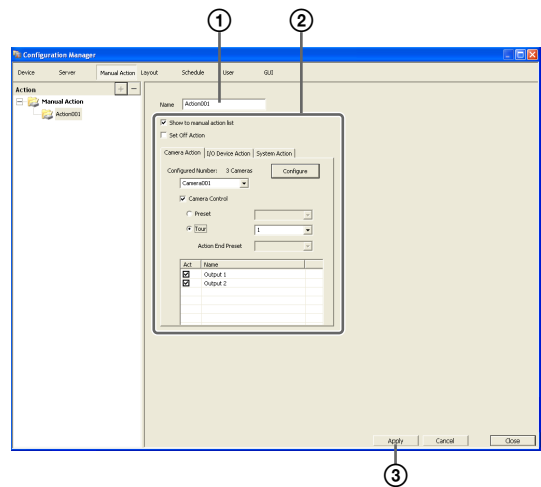 ① ②
Configuration Manager
Device Server Manual Action Layout Schedule User GUI
Action + −
Manual Action
Action001
Name Action001
Show to manual action list
Set Off Action
Camera Action I/O Device Action System Action
Configured Number: 3 Cameras Configure
Camera001
Camera Control
Preset
Tour 1
Action End Preset
Act Name
Output 1
Output 2
Apply Cancel Close
③